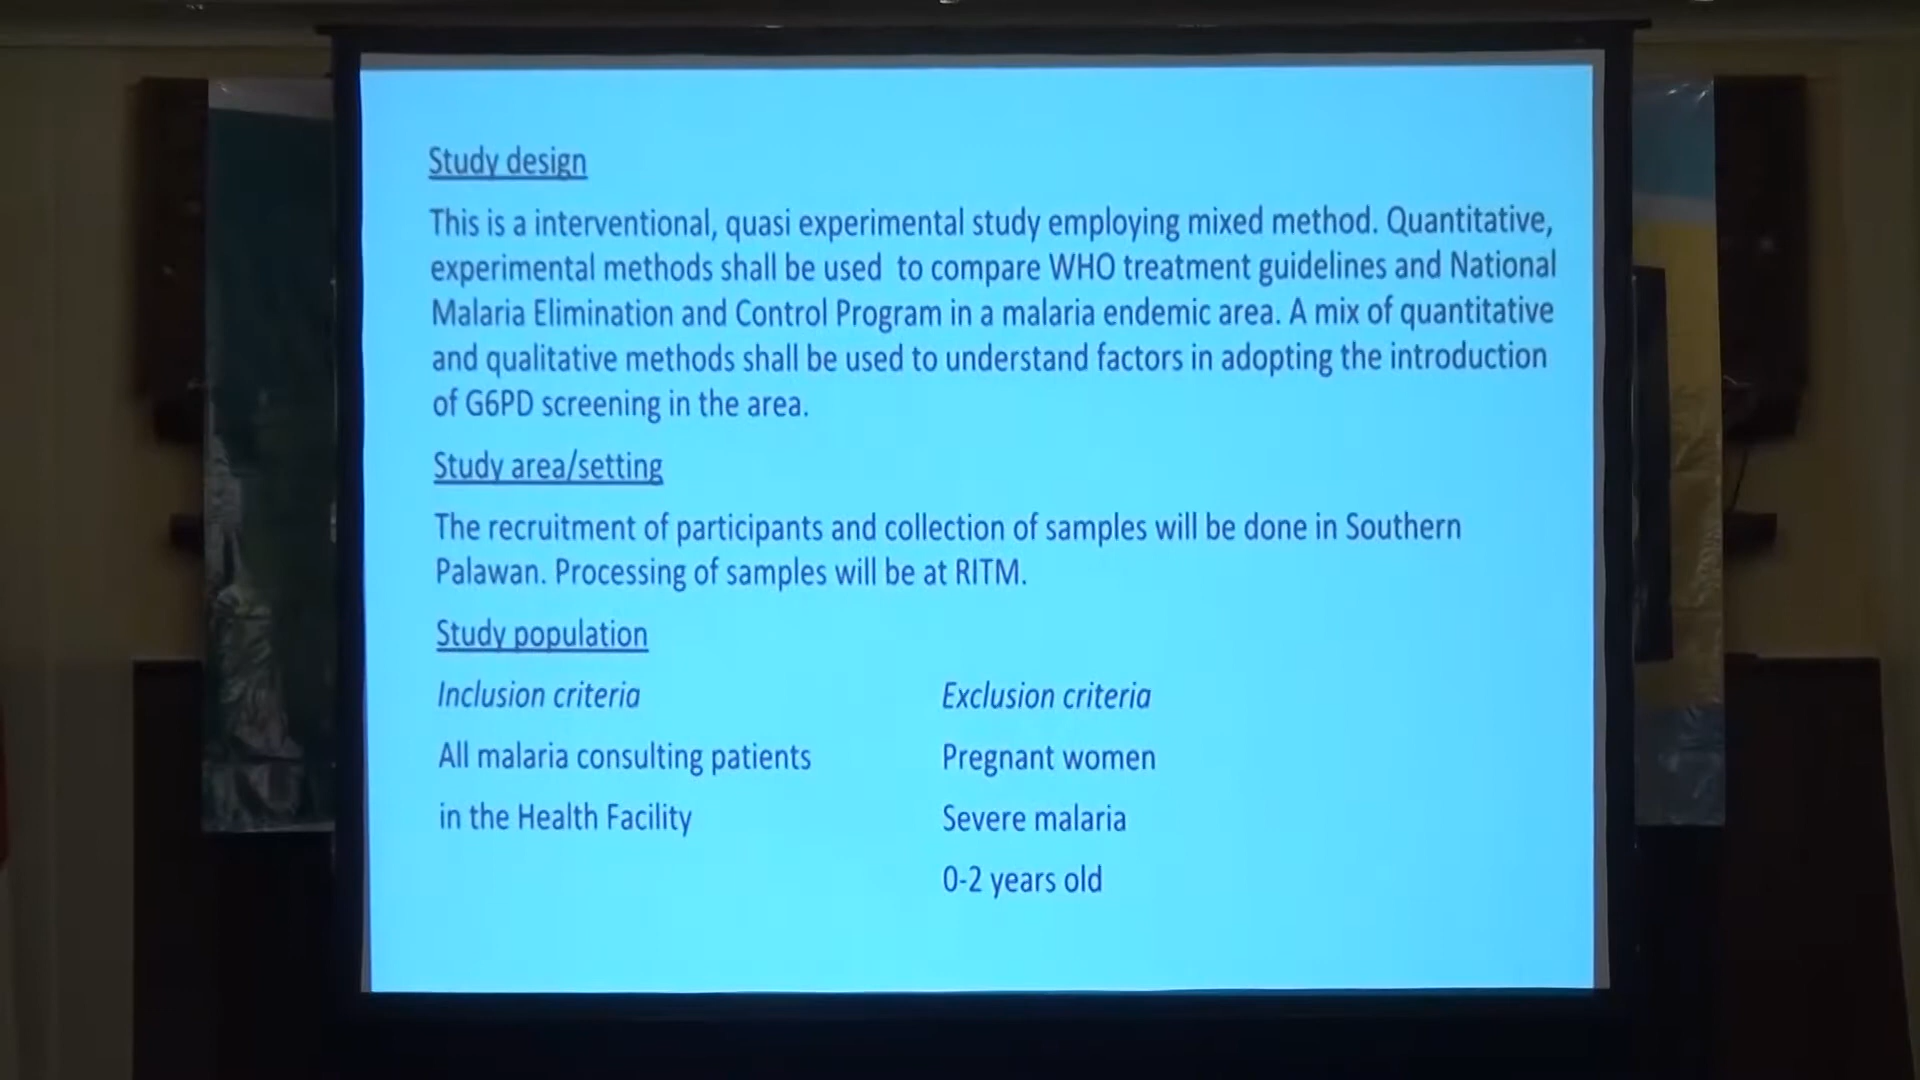 Study design
This is a interventional, quasi experimental study employing mixed method. Quantitative,
experimental methods shall be used to compare WHO treatment guidelines and National
Malaria Elimination and Control Program in a malaria endemic area. A mix of quantitative
and qualitative methods shall be used to understand factors in adopting the introduction
of G6PD screening in the area.
Study area/setting
The recruitment of participants and collection of samples will be done in Southern
Palawan. Processing of samples will be at RITM.
Study population
Inclusion criteria
All malaria consulting patients
in the Health Facility
Exclusion criteria
Pregnant women
Severe malaria
0-2 years old